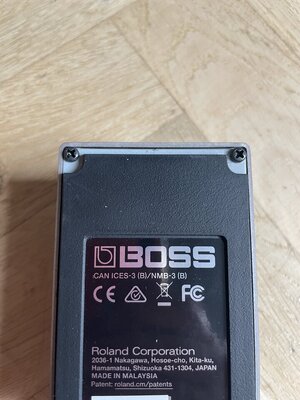 BOSS
CAN ICES-3 (B)/NMB-3 (B)
CE FC
Roland Corporation
2036-1 Nakagawa, Hosoe-cho, Kita-ku,
Hamamatsu, Shizuoka 431-1304, JAPAN
MADE IN MALAYSIA
Patent: roland.cm/patents